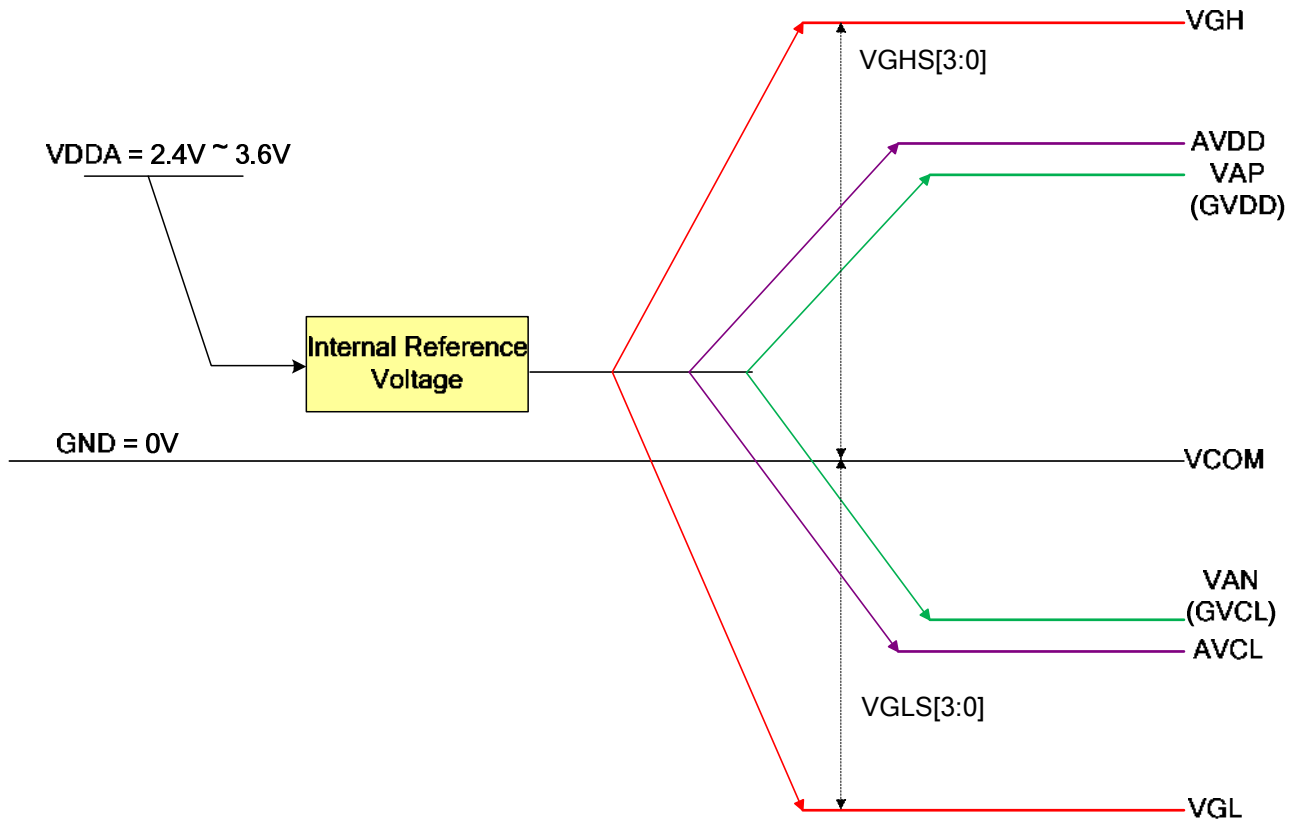 VGH
VGHS[3:0]
VDDA = 2.4V ~ 3.6V
AVDD
VAP
(GVDD)
Internal Reference
Voltage
GND = 0V
VCOM
VAN
(GVCL)
AVCL
VGLS[3:0]
VGL